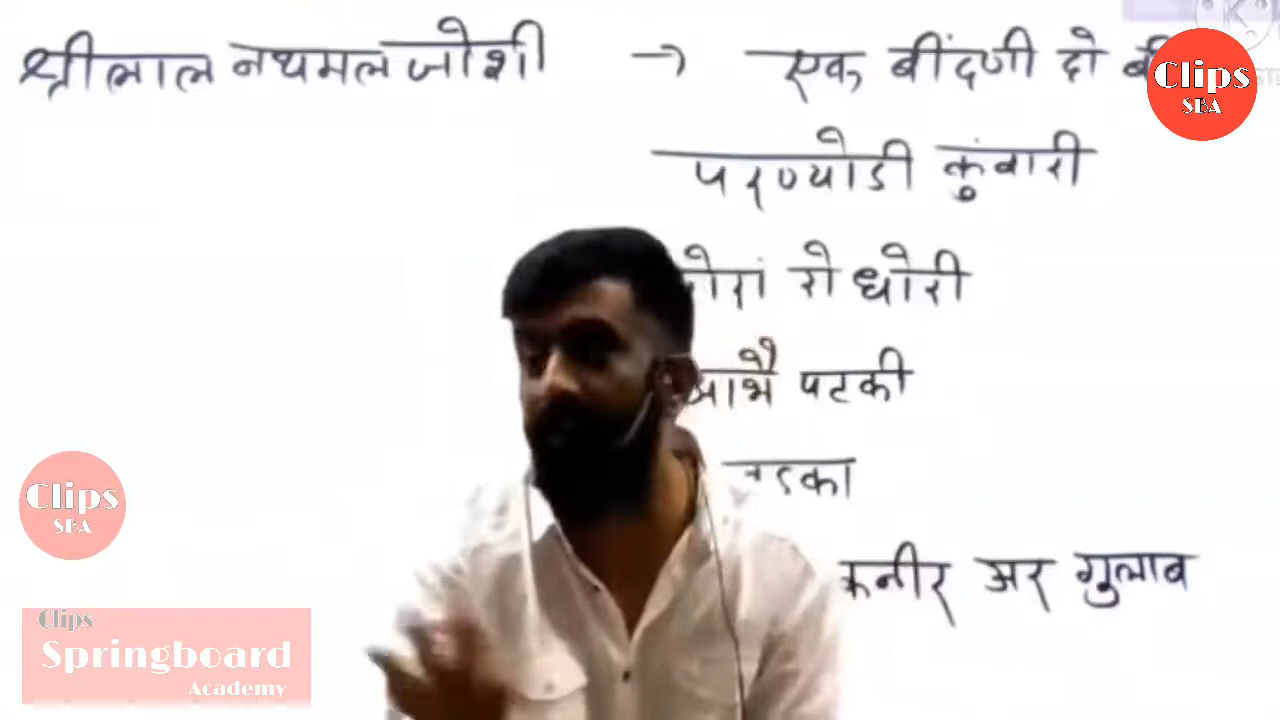 श्रीलाल नथमल जोशी → एक बींदणी दो
परण्योडी कुंवारी
रो धोरी
आभै पटकी
कनीर अर गुलाब
Clips
SBA
Clips
SBA
Clips
Springboard
Academy